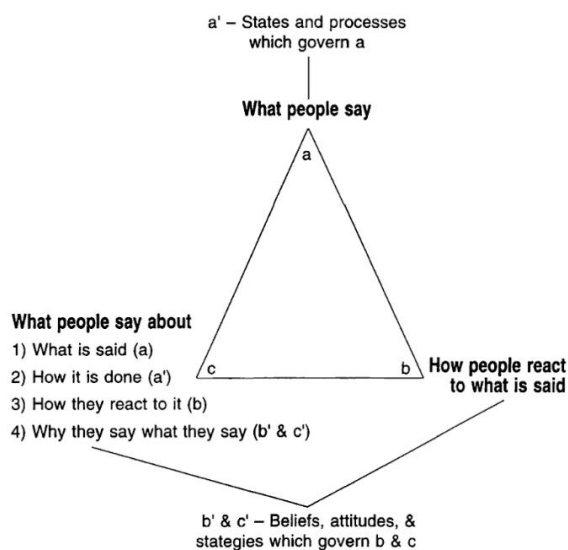 a' – States and processes
which govern a
What people say
a
What people say about
1) What is said (a)
2) How it is done (a')
3) How they react to it (b)
4) Why they say what they say (b' & c')
c
b
How people react
to what is said
b' & c' – Beliefs, attitudes, &
stategies which govern b & c